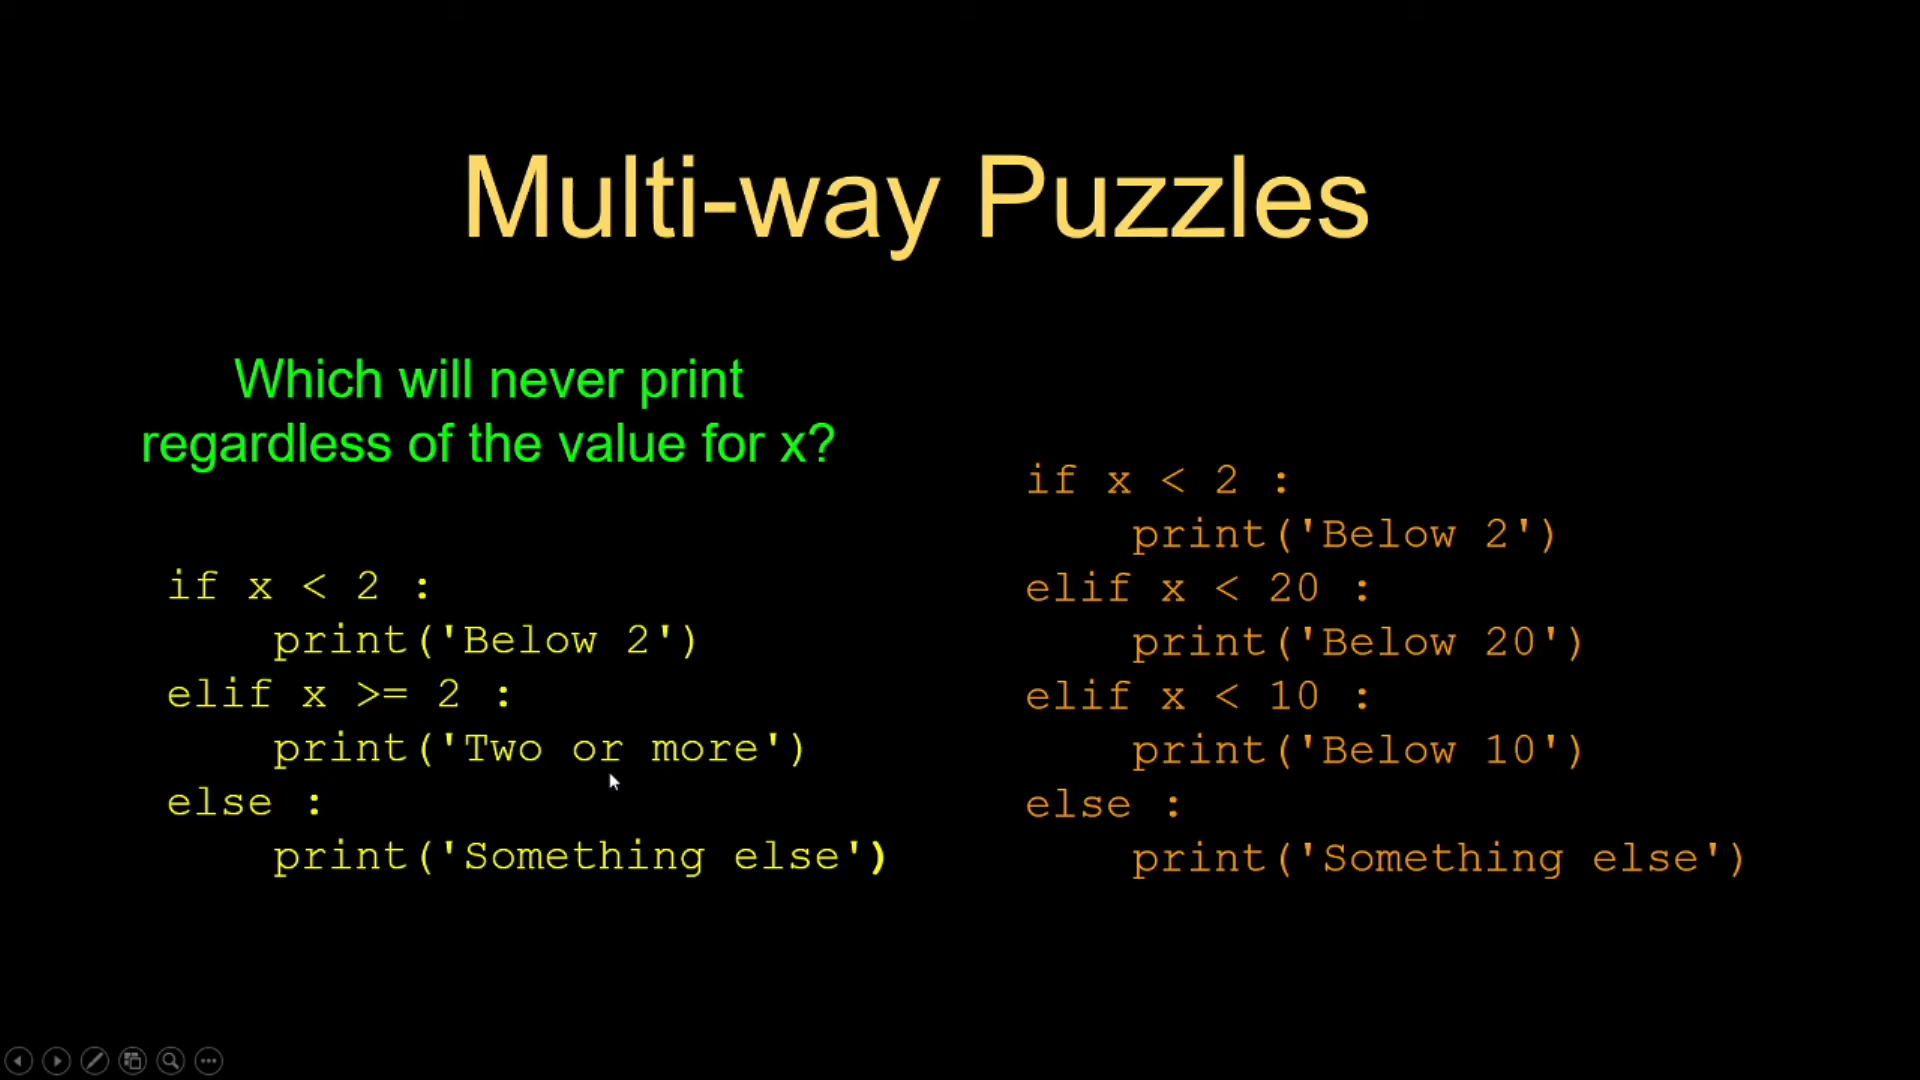 Multi-way Puzzles
Which will never print
regardless of the value for x?
if x < 2 :
    print('Below 2')
elif x >= 2 :
    print('Two or more')
else :
    print('Something else')
if x < 2 :
    print('Below 2')
elif x < 20 :
    print('Below 20')
elif x < 10 :
    print('Below 10')
else :
    print('Something else')